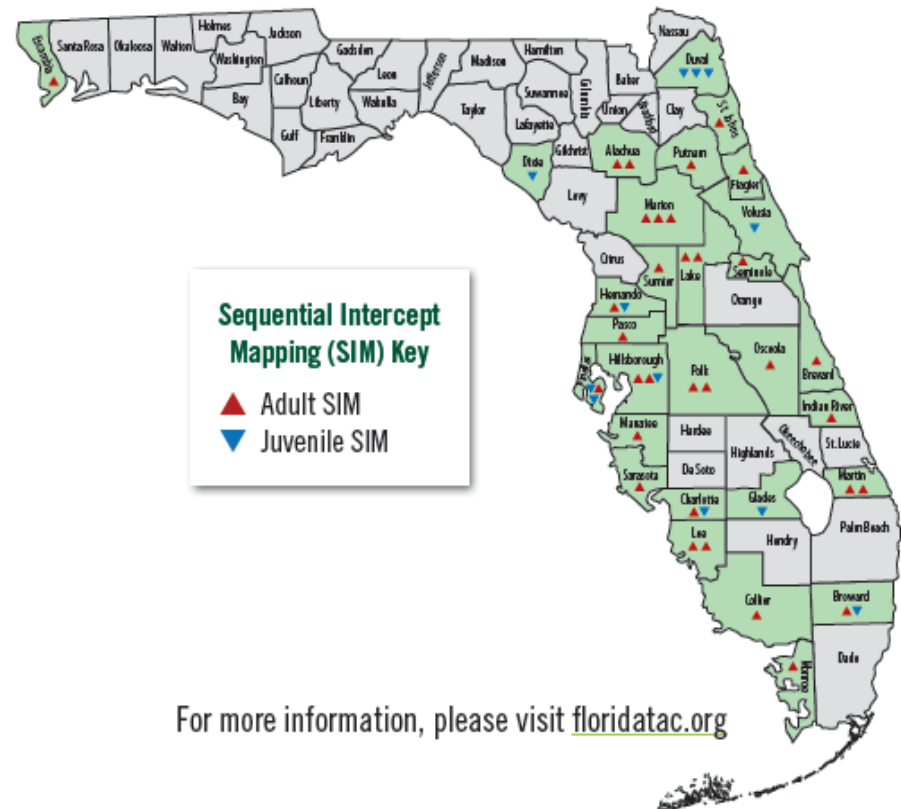 Escambia
Santa Rosa
Okaloosa
Walton
Holmes
Washington
Jackson
Bay
Calhoun
Gulf
Liberty
Franklin
Gadsden
Leon
Wakulla
Jefferson
Madison
Taylor
Hamilton
Suwannee
Lafayette
Dixie
Columbia
Gilchrist
Levy
Baker
Union
Bradford
Alachua
Nassau
Duval
Clay
St. Johns
Putnam
Flagler
Marion
Volusia
Citrus
Sumter
Lake
Seminole
Orange
Hernando
Pasco
Hillsborough
Polk
Osceola
Brevard
Indian River
Manatee
Hardee
Highlands
Okeechobee
St. Lucie
Sarasota
De Soto
Martin
Charlotte
Glades
Lee
Hendry
Palm Beach
Collier
Broward
Dade
Monroe
Sequential Intercept
Mapping (SIM) Key
Adult SIM
Juvenile SIM
For more information, please visit floridatac.org